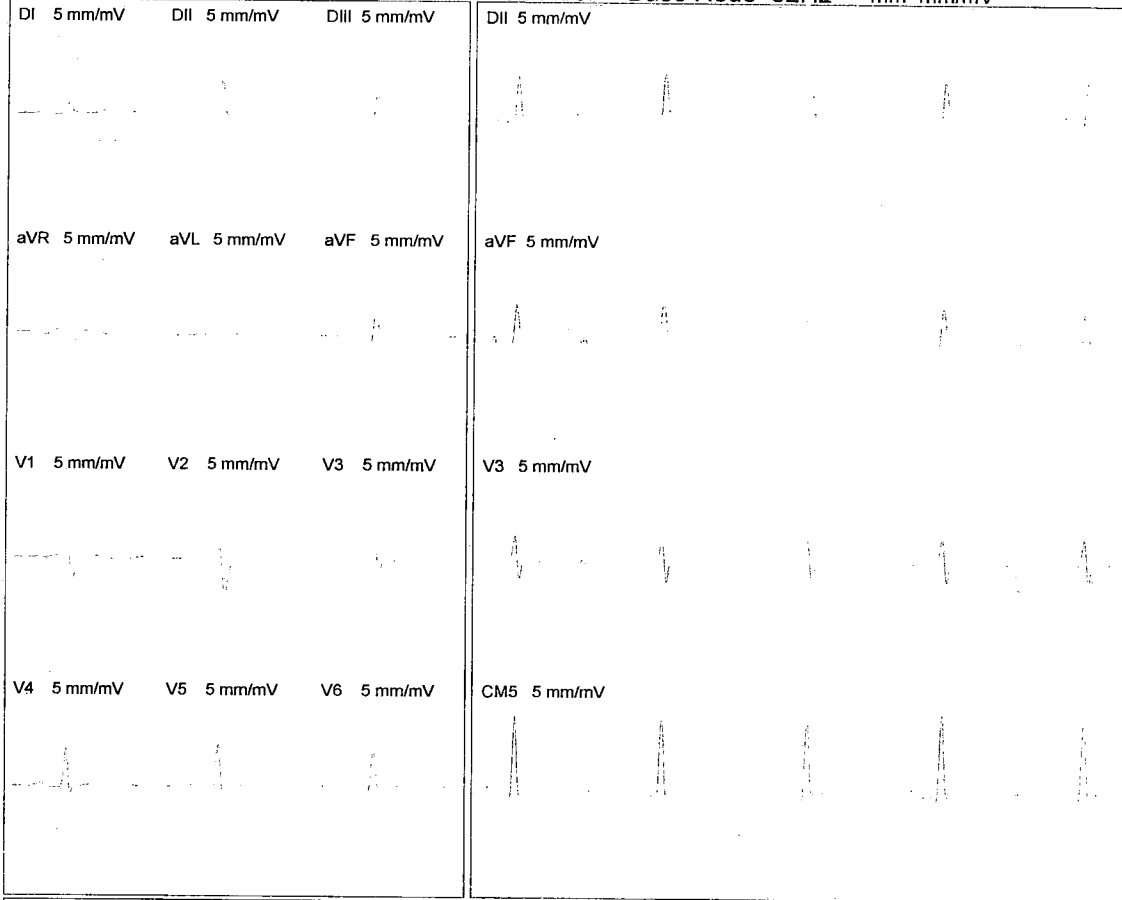 DI 5 mm/mV DII 5 mm/mV DIII 5 mm/mV
DII 5 mm/mV
aVR 5 mm/mV aVL 5 mm/mV aVF 5 mm/mV
aVF 5 mm/mV
V1 5 mm/mV V2 5 mm/mV V3 5 mm/mV
V3 5 mm/mV
V4 5 mm/mV V5 5 mm/mV V6 5 mm/mV
CM5 5 mm/mV